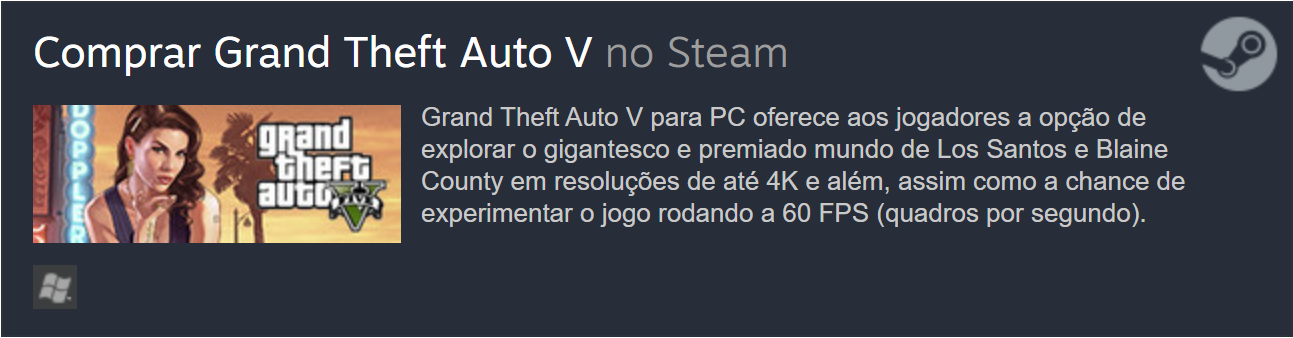 Comprar Grand Theft Auto V no Steam
DOPPLER
grand
theft
auto
V
FIVE
Grand Theft Auto V para PC oferece aos jogadores a opção de
explorar o gigantesco e premiado mundo de Los Santos e Blaine
County em resoluções de até 4K e além, assim como a chance de
experimentar o jogo rodando a 60 FPS (quadros por segundo).